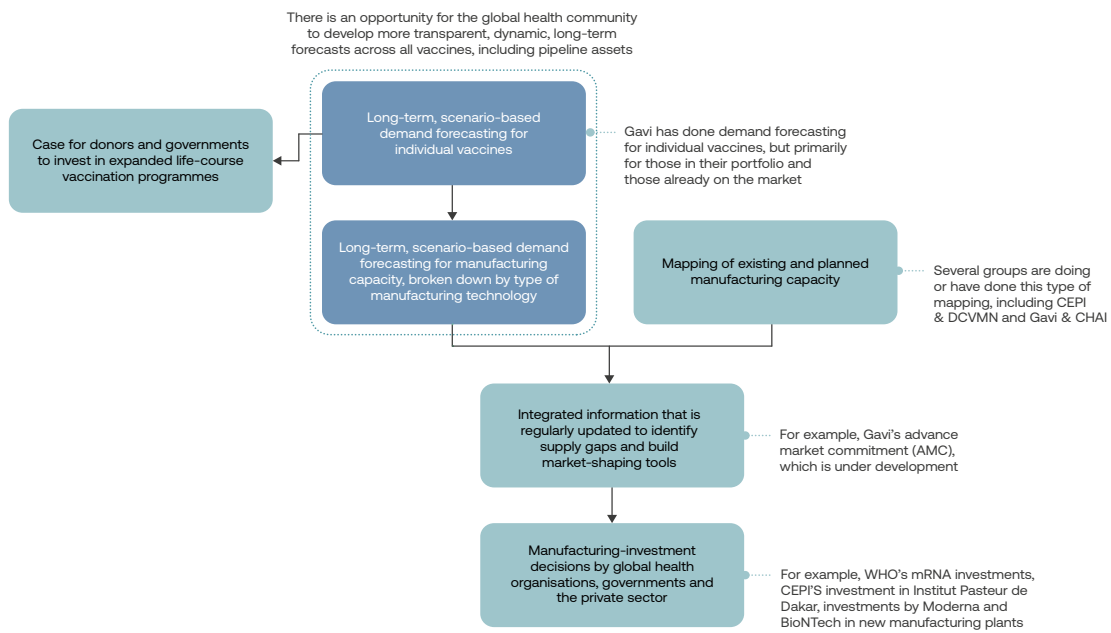 There is an opportunity for the global health community
to develop more transparent, dynamic, long-term
forecasts across all vaccines, including pipeline assets
Long-term, scenario-based
demand forecasting for
individual vaccines
Case for donors and governments
to invest in expanded life-course
vaccination programmes
Gavi has done demand forecasting
for individual vaccines, but primarily
for those in their portfolio and
those already on the market
Long-term, scenario-based demand
forecasting for manufacturing
capacity, broken down by type of
manufacturing technology
Mapping of existing and planned
manufacturing capacity
Several groups are doing
or have done this type of
mapping, including CEPI
& DCVMN and Gavi & CHAI
Integrated information that is
regularly updated to identify
supply gaps and build
market-shaping tools
For example, Gavi's advance
market commitment (AMC),
which is under development
Manufacturing-investment
decisions by global health
organisations, governments and
the private sector
For example, WHO's mRNA investments,
CEPI'S investment in Institut Pasteur de
Dakar, investments by Moderna and
BioNTech in new manufacturing plants